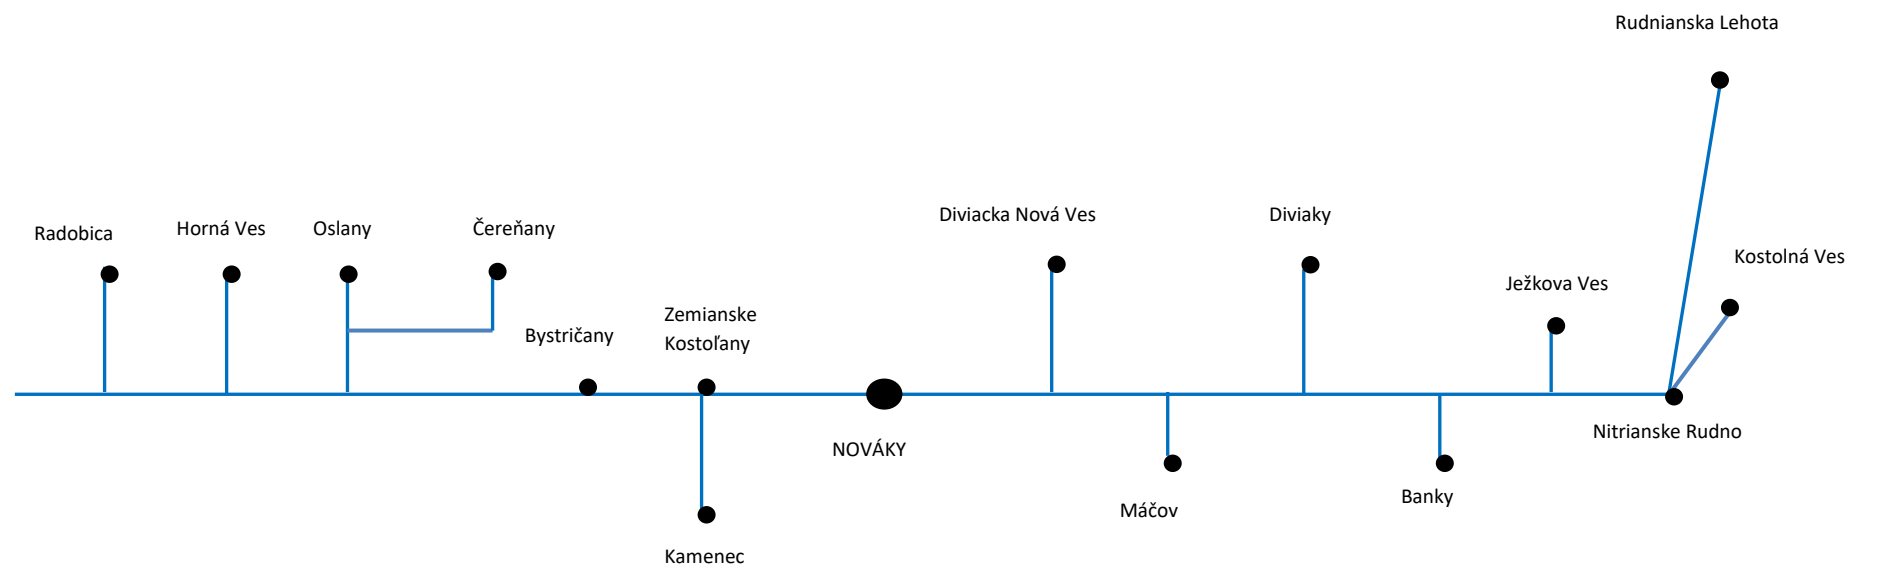 Rudnianska Lehota
Radobica
Horná Ves
Oslany
Čereňany
Diviacka Nová Ves
Diviaky
Kostolná Ves
Ježkova Ves
Bystričany
Zemianske
Kostoľany
NOVÁKY
Nitrianske Rudno
Máčov
Banky
Kamenec